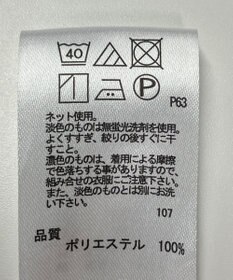 40
P
P63
ネット使用。
淡色のものは無蛍光洗剤を使用。
よくすすぎ、絞りの後すぐに干
すこと。
濃色のものは、着用による摩擦
で色落ちする事がありますので、
組み合せの衣服にご注意下さい。
また、淡色のものとは別にお洗
い下さい。
107
品質
ポリエステル 100%